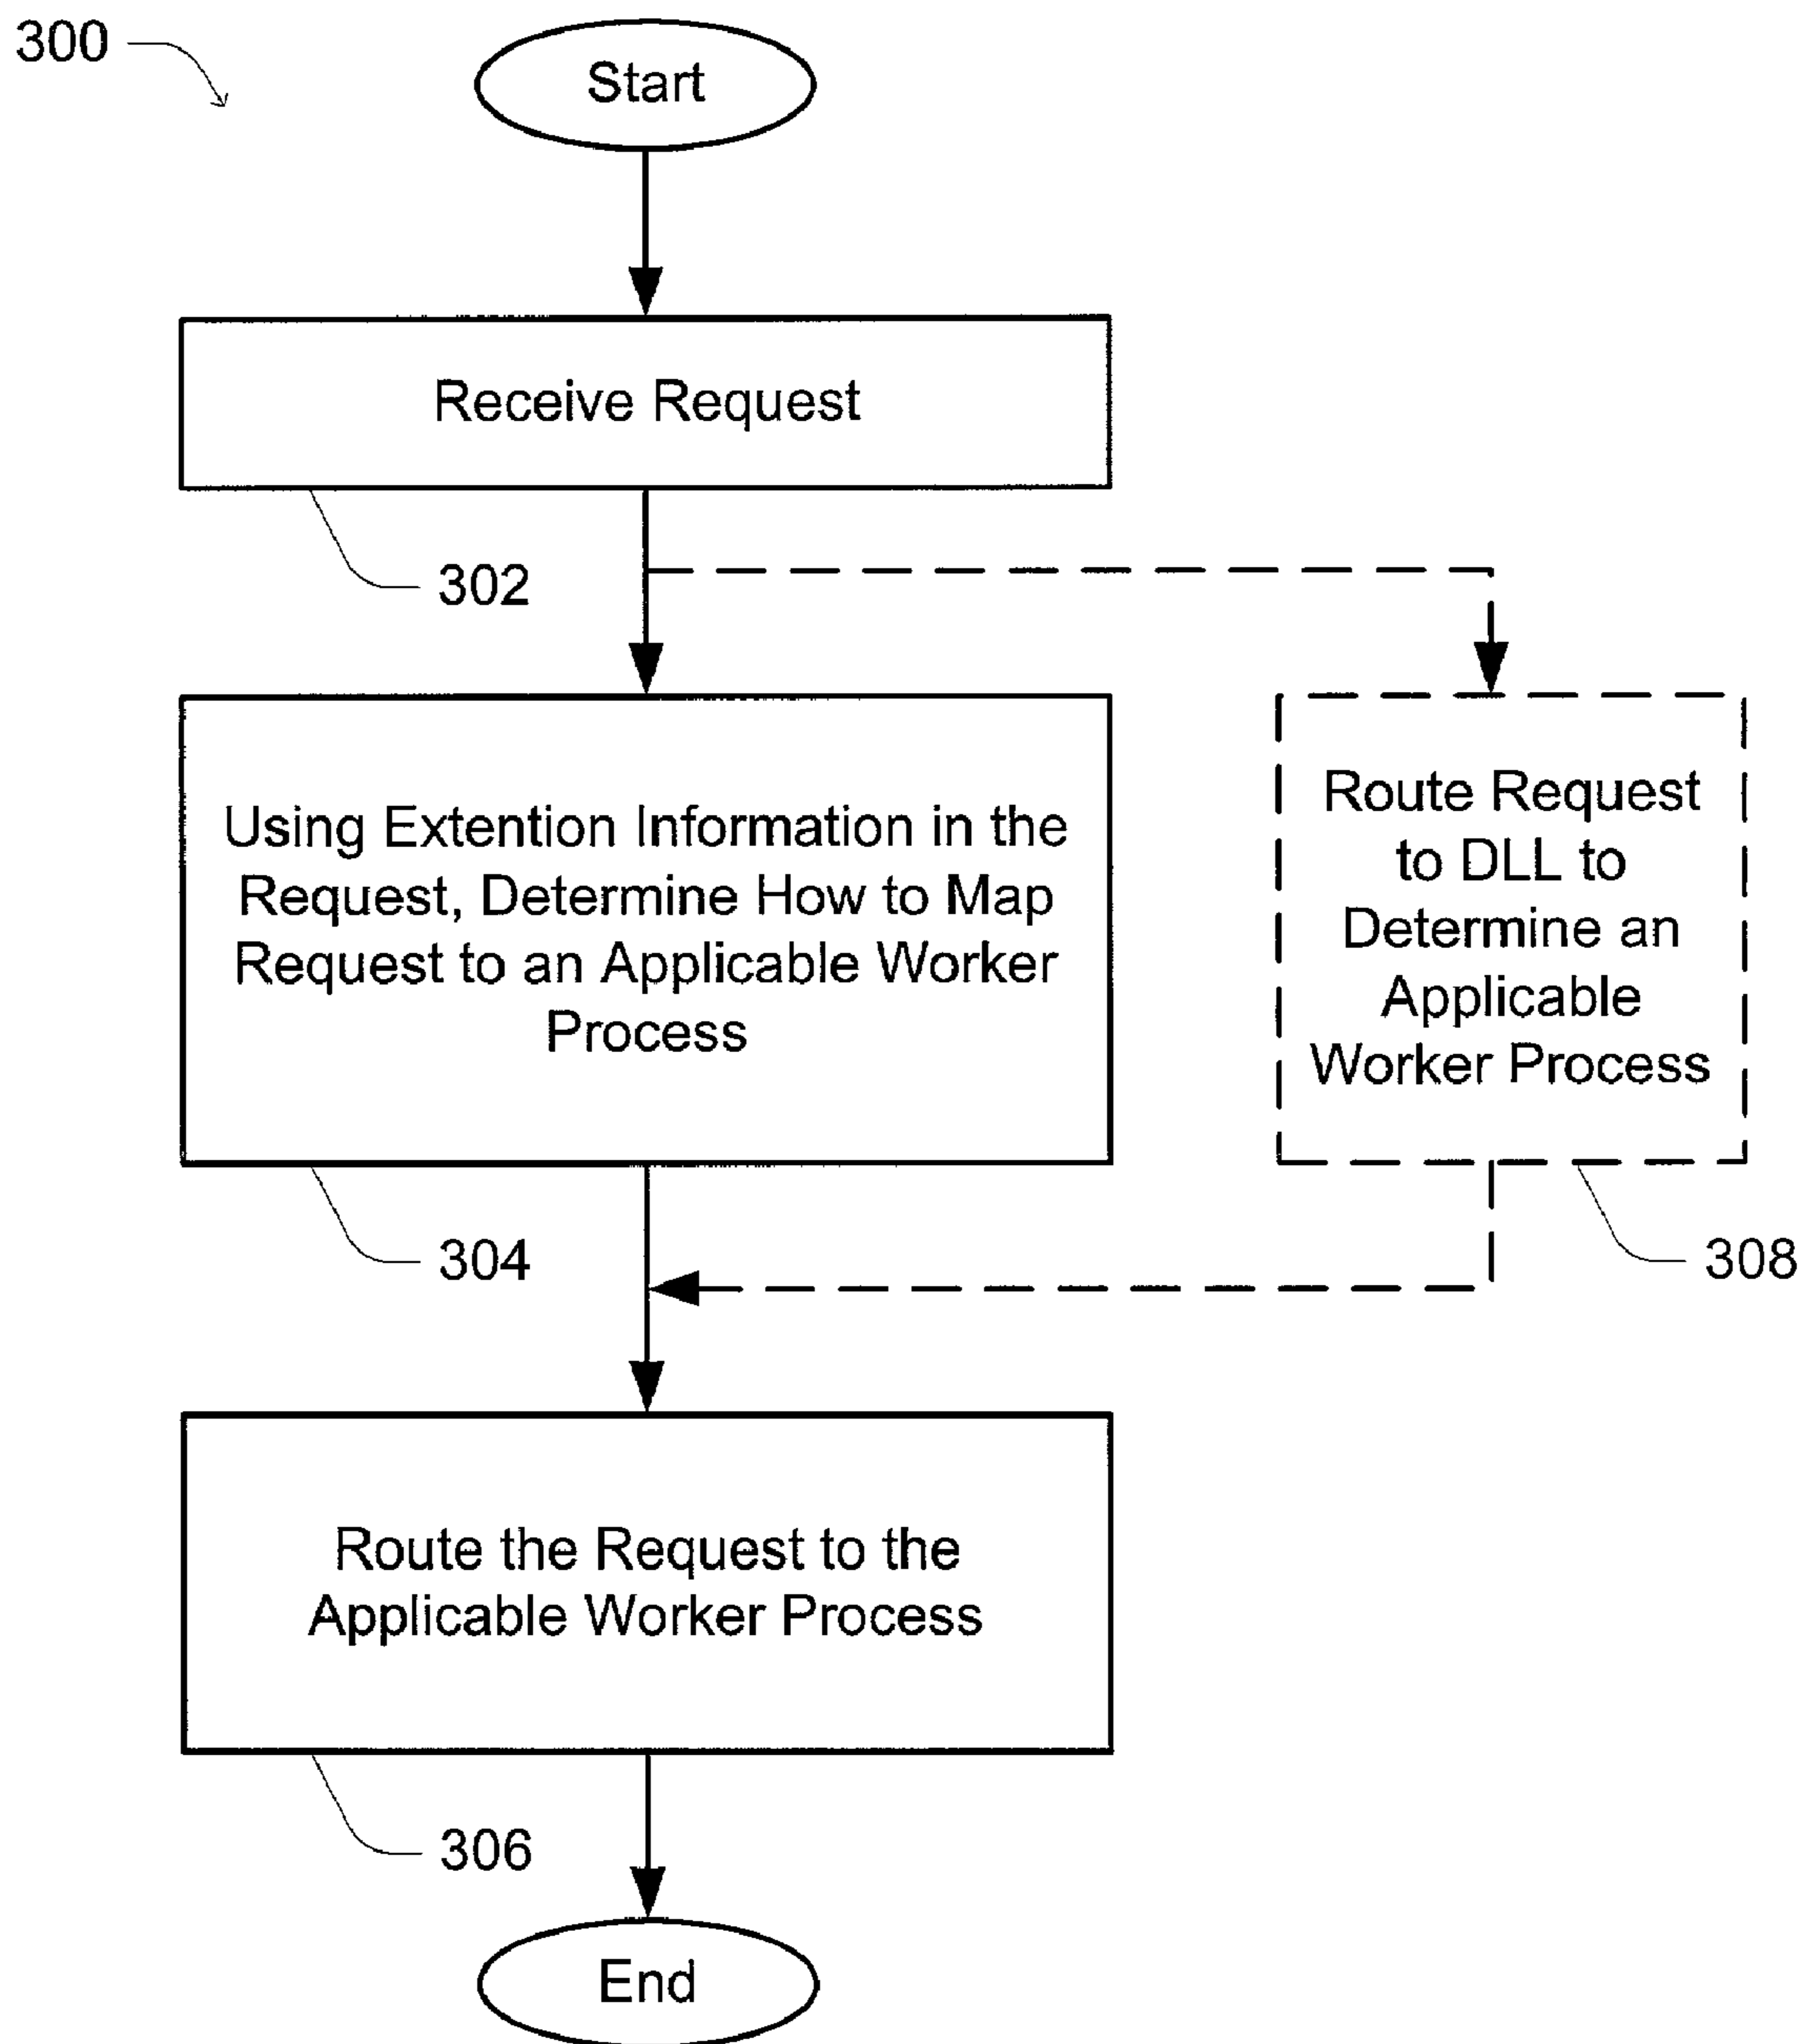 300
Start
Receive Request
302
Using Extention Information in the
Request, Determine How to Map
Request to an Applicable Worker
Process
304
Route Request
to DLL to
Determine an
Applicable
Worker Process
308
Route the Request to the
Applicable Worker Process
306
End